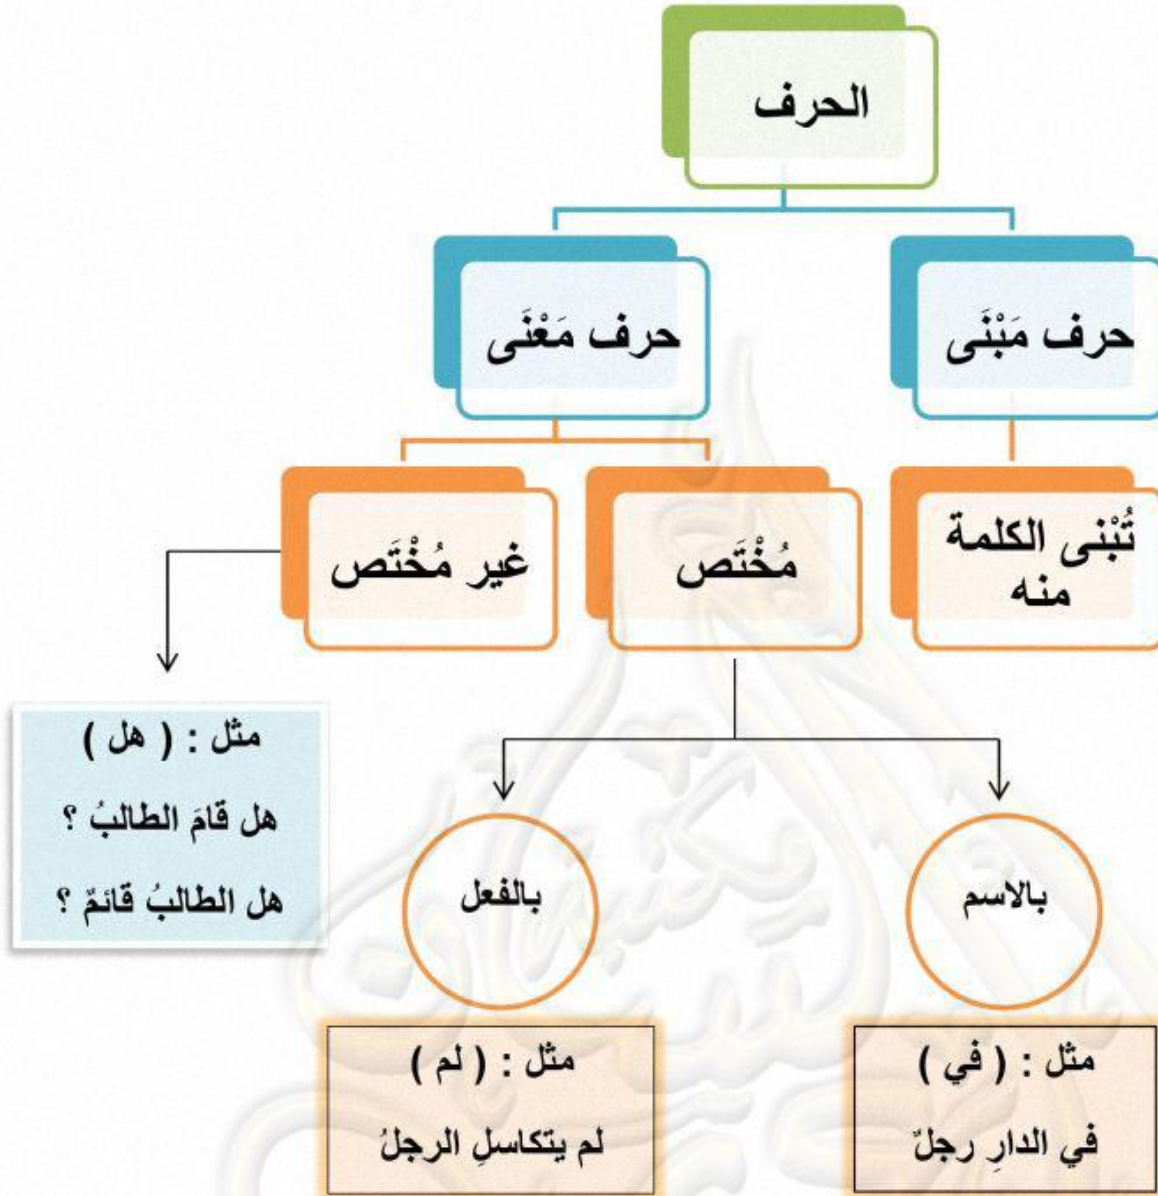 الحرف
حرف مَبْنَى
حرف مَعْنَى
تُبْنى الكلمة
منه
مُخْتَص
غير مُخْتَص
مثل : ( هل )
هل قامَ الطالبُ ؟
هل الطالبُ قائمٌ ؟
بالاسم
بالفعل
مثل : ( في )
في الدارِ رجلٌ
مثل : ( لم )
لم يتكاسلِ الرجلُ